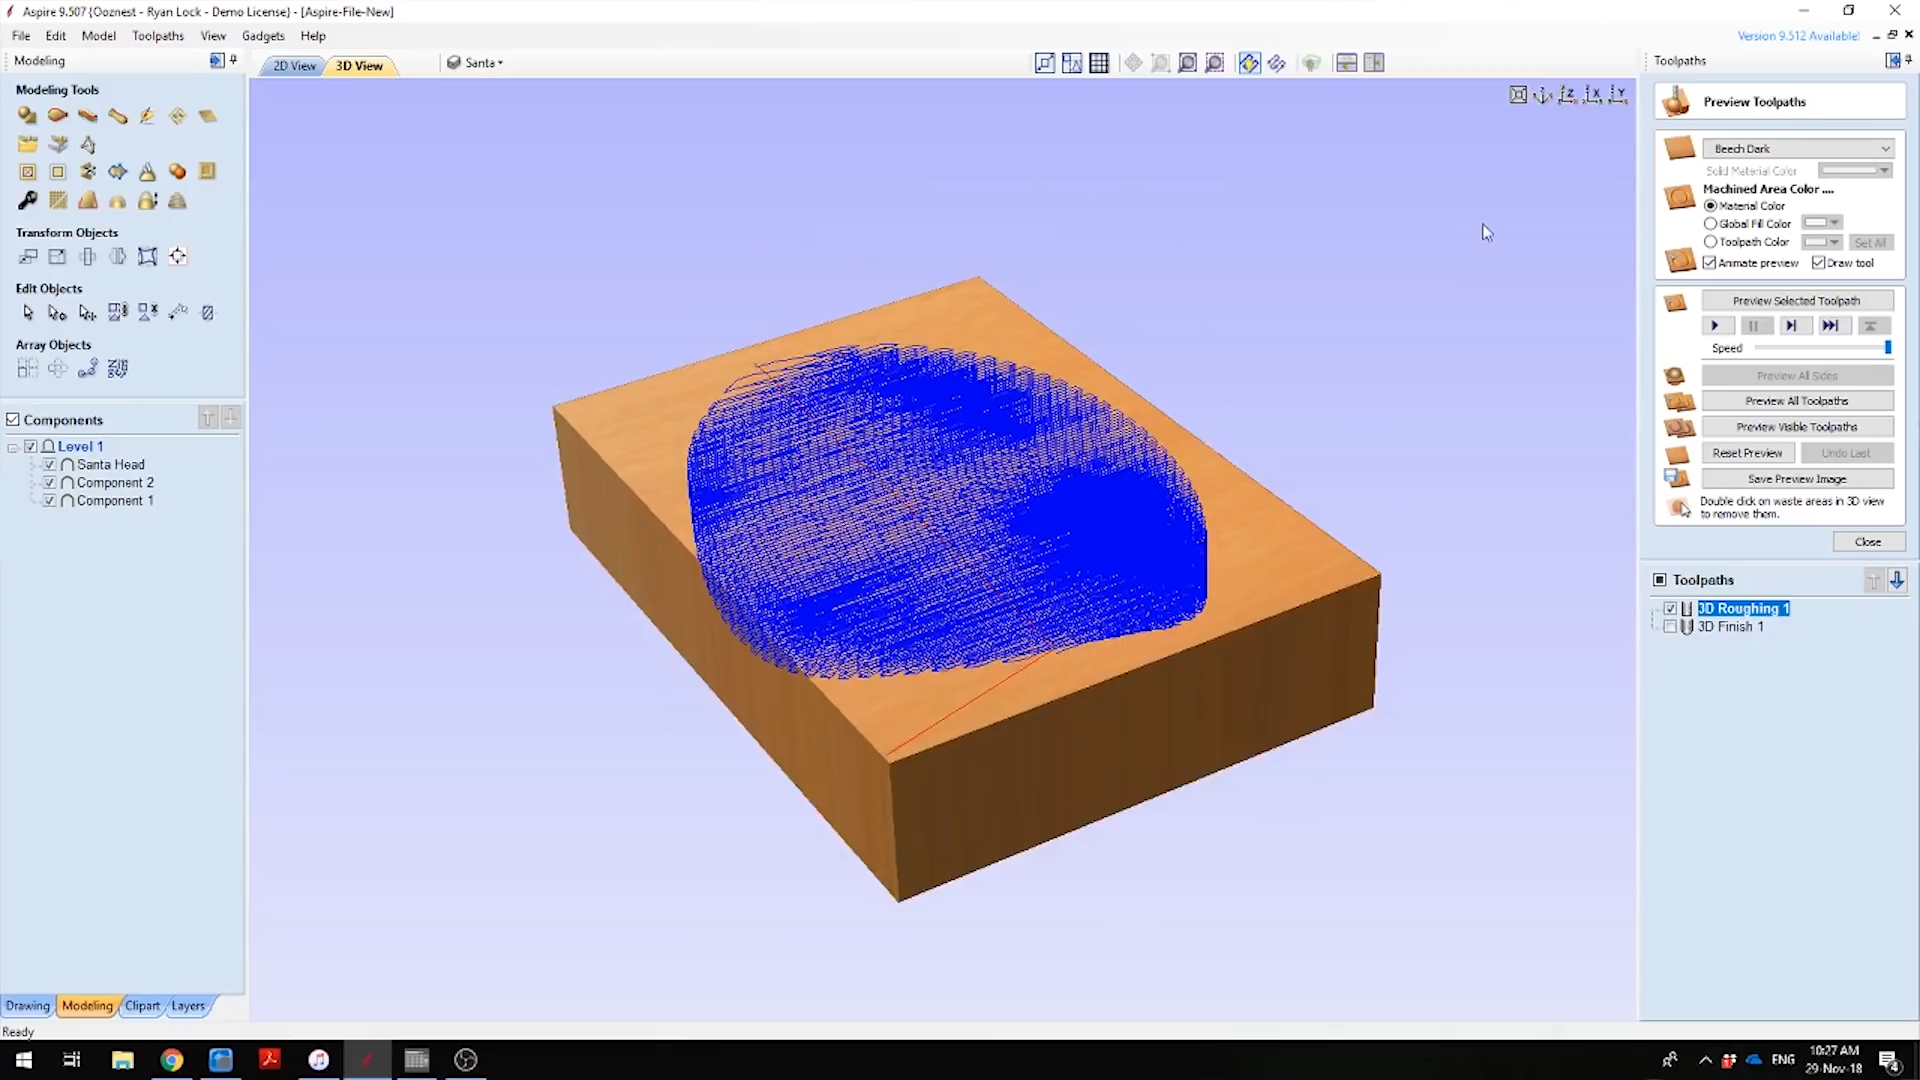 Aspire 9.507 {Ooznest - Ryan Lock - Demo License} - [Aspire-File-New]
File Edit Model Toolpaths View Gadgets Help
Version 9.512 Available!
Modeling
2D View 3D View Santa
Modeling Tools
Transform Objects
Edit Objects
Array Objects
Components
Level 1
Santa Head
Component 2
Component 1
Drawing Modeling Clipart Layers
Ready
Z X Y
Toolpaths
Preview Toolpaths
Beech Dark
Solid Material Color
Machined Area Color ....
Material Color
Global Fill Color
Toolpath Color Set All
Animate preview Draw tool
Preview Selected Toolpath
Speed
Preview All Sides
Preview All Toolpaths
Preview Visible Toolpaths
Reset Preview Undo Last
Save Preview Image
Double click on waste areas in 3D view
to remove them.
Close
Toolpaths
3D Roughing 1
3D Finish 1
ENG
10:27 AM
29-Nov-18
4